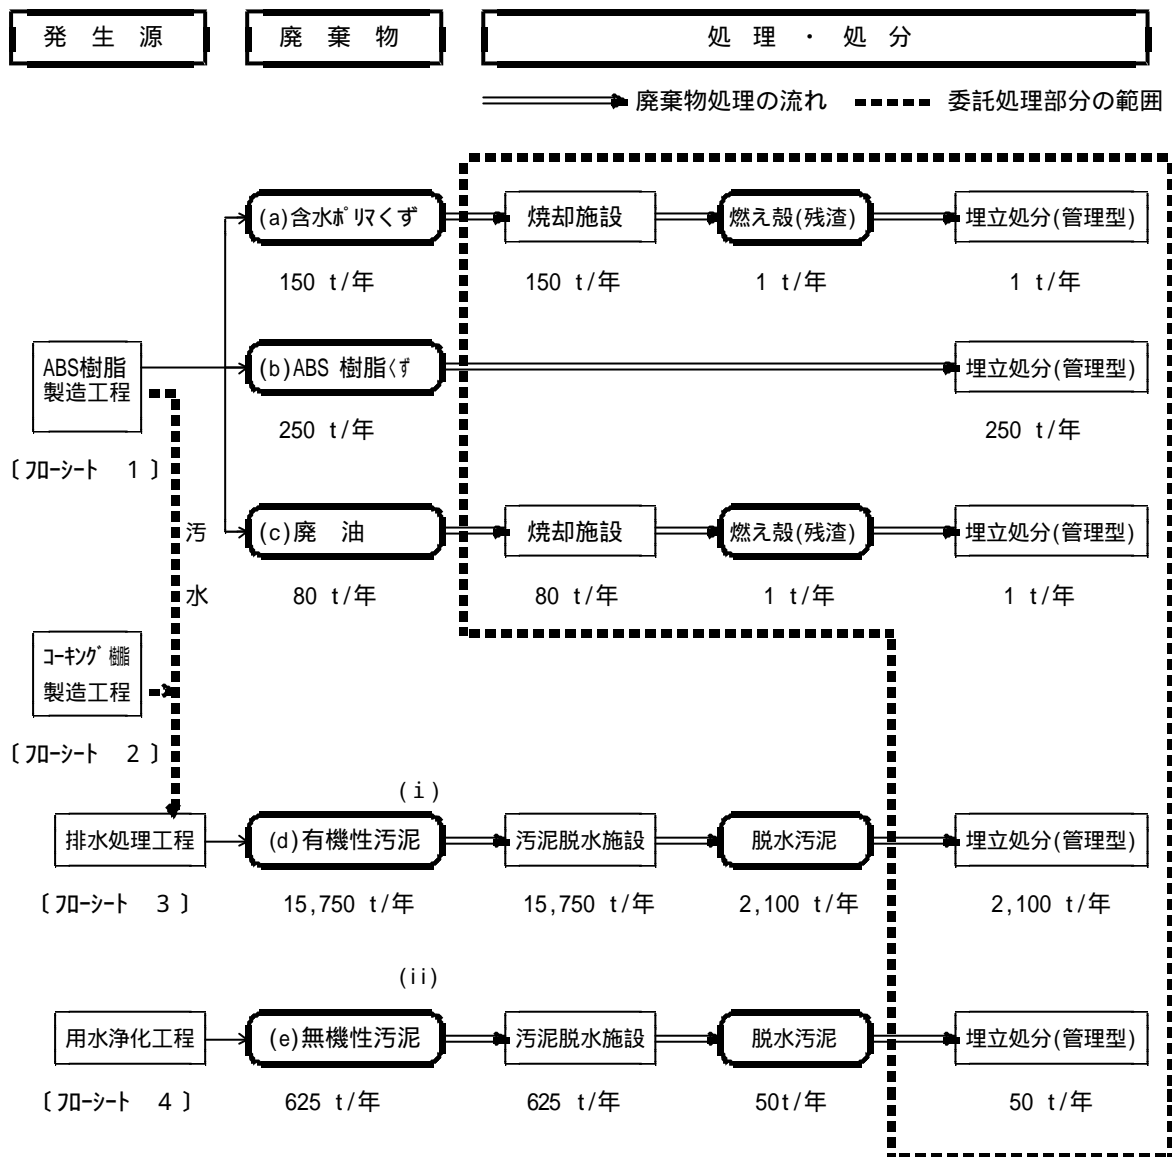 発 生 源
廃 棄 物
処 理 ・ 処 分
廃棄物処理の流れ
委託処理部分の範囲
(a)含水ポリマくず
焼却施設
燃え殻(残渣)
埋立処分(管理型)
150 t/年
150 t/年
1 t/年
1 t/年
ABS樹脂
製造工程
(b)ABS 樹脂くず
埋立処分(管理型)
250 t/年
250 t/年
〔フローシート 1〕
(c)廃 油
焼却施設
燃え殻(残渣)
埋立処分(管理型)
80 t/年
80 t/年
1 t/年
1 t/年
汚
水
コーキング樹脂
製造工程
〔フローシート 2〕
(i)
排水処理工程
(d)有機性汚泥
汚泥脱水施設
脱水汚泥
埋立処分(管理型)
〔フローシート 3〕
15,750 t/年
15,750 t/年
2,100 t/年
2,100 t/年
(ii)
用水浄化工程
(e)無機性汚泥
汚泥脱水施設
脱水汚泥
埋立処分(管理型)
〔フローシート 4〕
625 t/年
625 t/年
50t/年
50 t/年